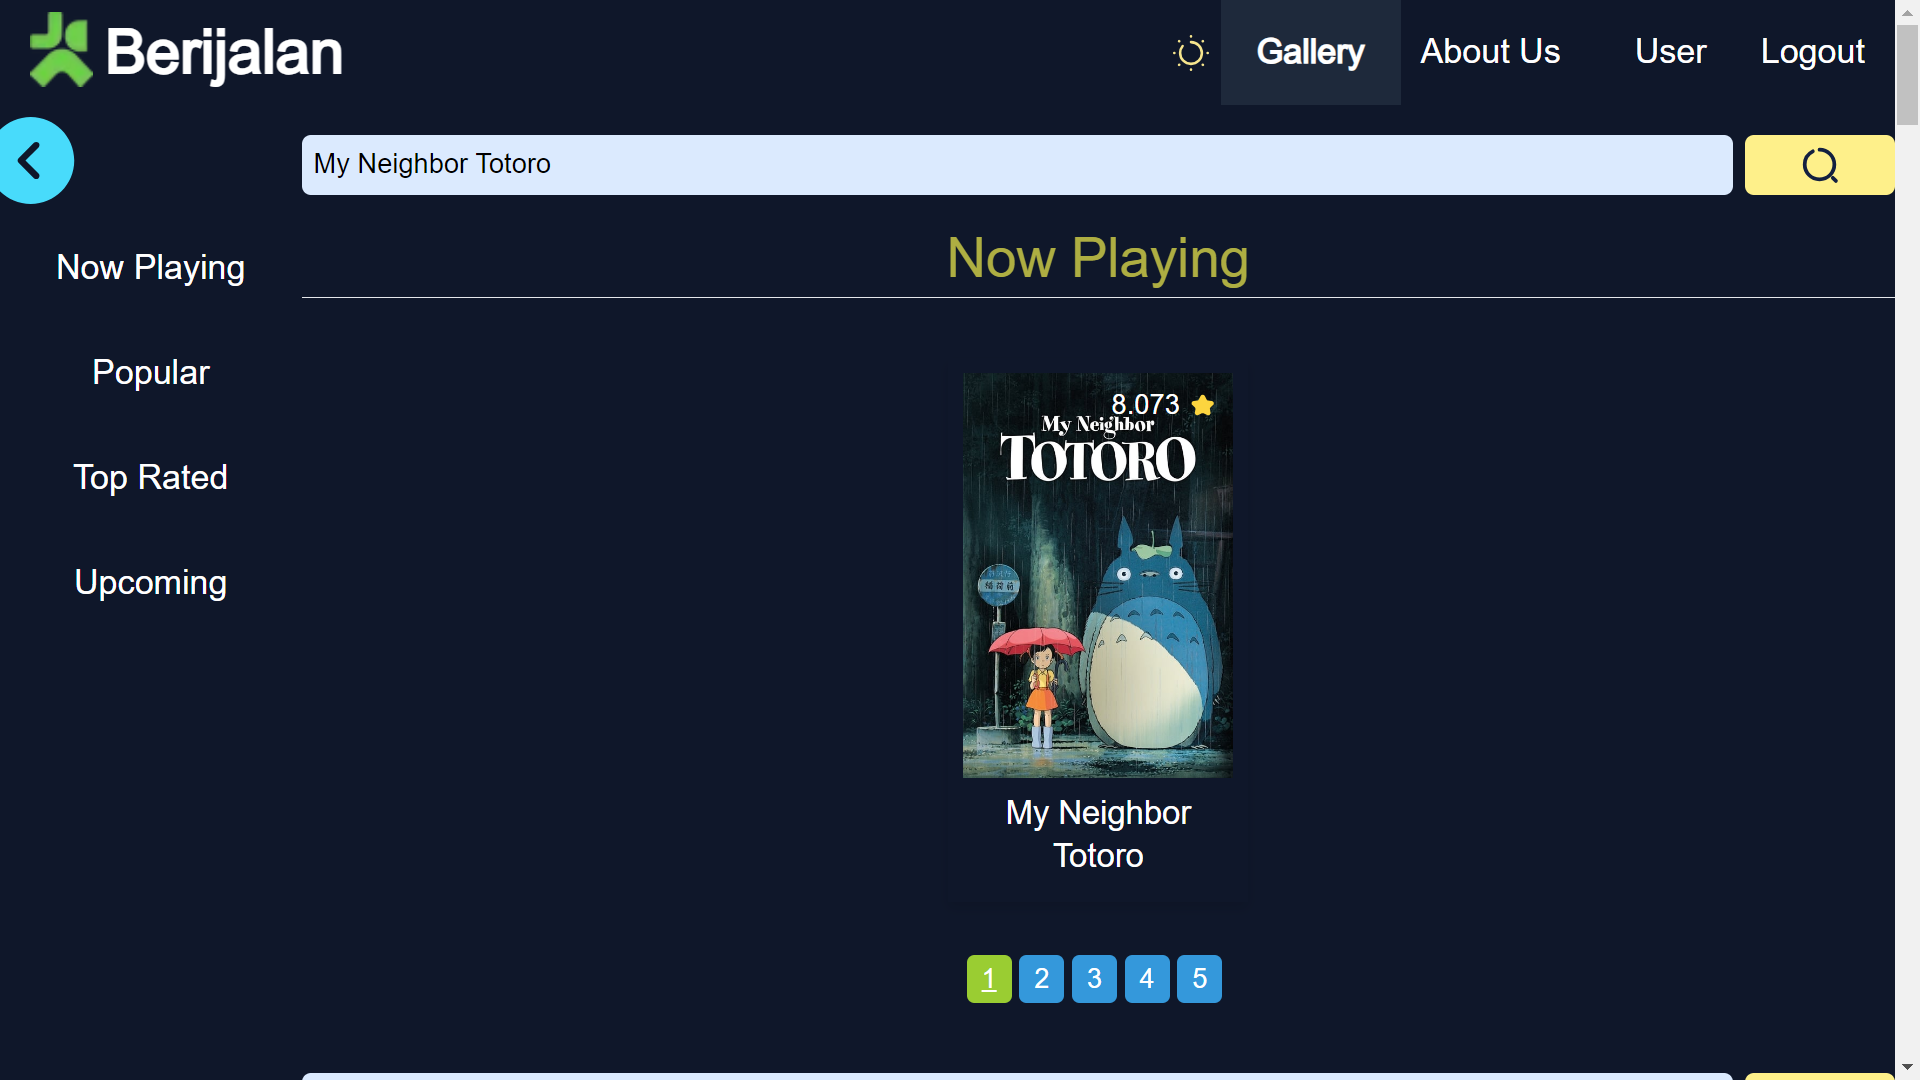 Berijalan
Gallery
About Us
User
Logout
My Neighbor Totoro
Now Playing
Now Playing
Popular
Top Rated
Upcoming
8.073
My Neighbor
TOTORO
My Neighbor
Totoro
1 2 3 4 5